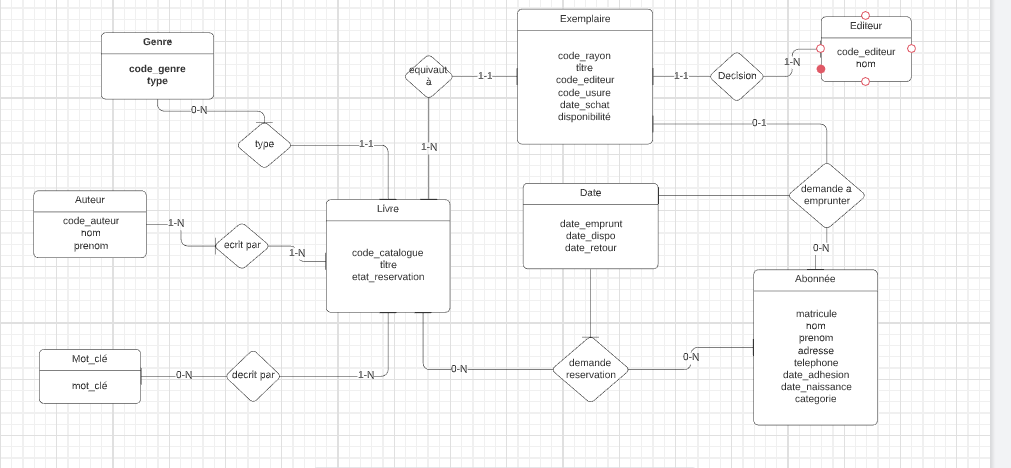 Genre
code_genre
type
0-N
type
1-1
Auteur
code_auteur
nom
prenom
1-N
ecrit par
1-N
Mot_clé
mot_clé
0-N
decrit par
1-N
Livre
code_catalogue
titre
etat_reservation
equivaut
à
1-1
1-N
Exemplaire
code_rayon
titre
code_editeur
code_usure
date_schat
disponibilité
1-1
Decision
1-N
Editeur
code_editeur
nom
0-1
demande a
emprunter
0-N
Date
date_emprunt
date_dispo
date_retour
0-N
demande
reservation
0-N
Abonnée
matricule
nom
prenom
adresse
telephone
date_adhesion
date_naissance
categorie